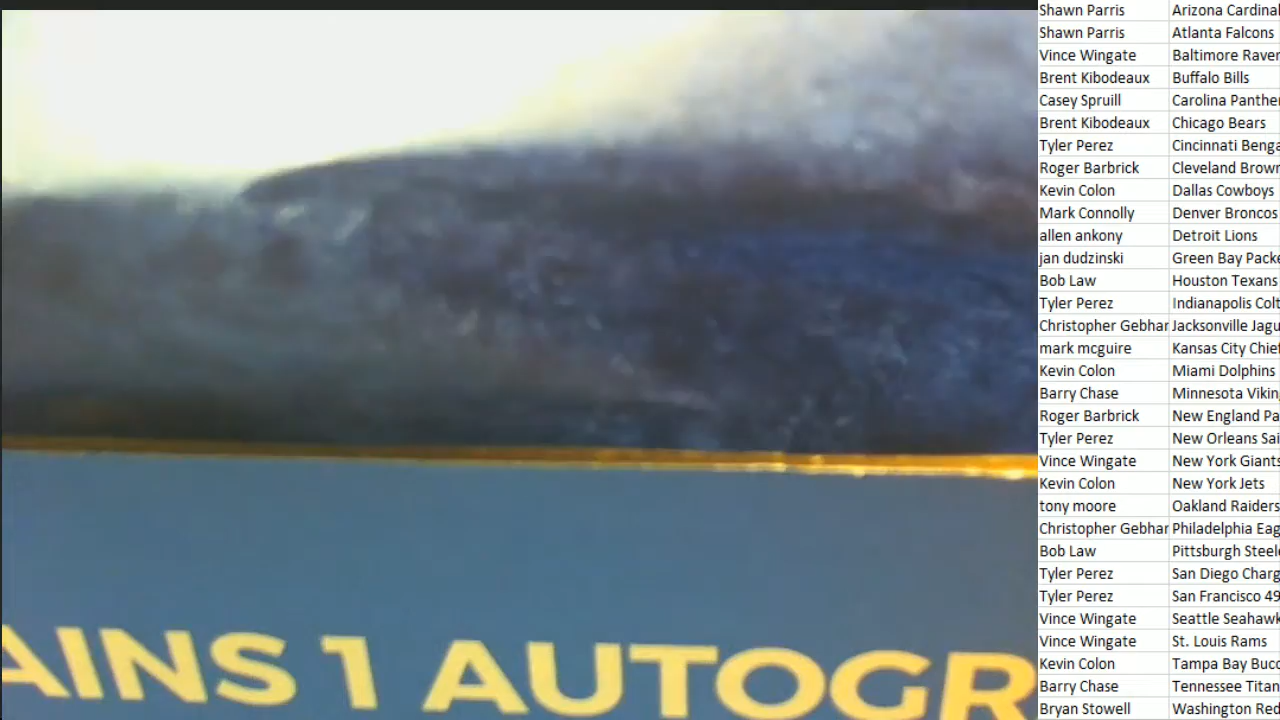 Shawn Parris Arizona Cardinal
Shawn Parris Atlanta Falcons
Vince Wingate Baltimore Raver
Brent Kibodeaux Buffalo Bills
Casey Spruill Carolina Panthe
Brent Kibodeaux Chicago Bears
Tyler Perez Cincinnati Benga
Roger Barbrick Cleveland Brown
Kevin Colon Dallas Cowboys
Mark Connolly Denver Broncos
allen ankony Detroit Lions
jan dudzinski Green Bay Packe
Bob Law Houston Texans
Tyler Perez Indianapolis Colt
Christopher Gebhar Jacksonville Jagu
mark mcguire Kansas City Chief
Kevin Colon Miami Dolphins
Barry Chase Minnesota Viking
Roger Barbrick New England Pa
Tyler Perez New Orleans Sai
Vince Wingate New York Giants
Kevin Colon New York Jets
tony moore Oakland Raiders
Christopher Gebhar Philadelphia Eag
Bob Law Pittsburgh Steele
Tyler Perez San Diego Charg
Tyler Perez San Francisco 49
Vince Wingate Seattle Seahawk
Vince Wingate St. Louis Rams
Kevin Colon Tampa Bay Bucc
Barry Chase Tennessee Titan
Bryan Stowell Washington Red
AINS 1 AUTOGR